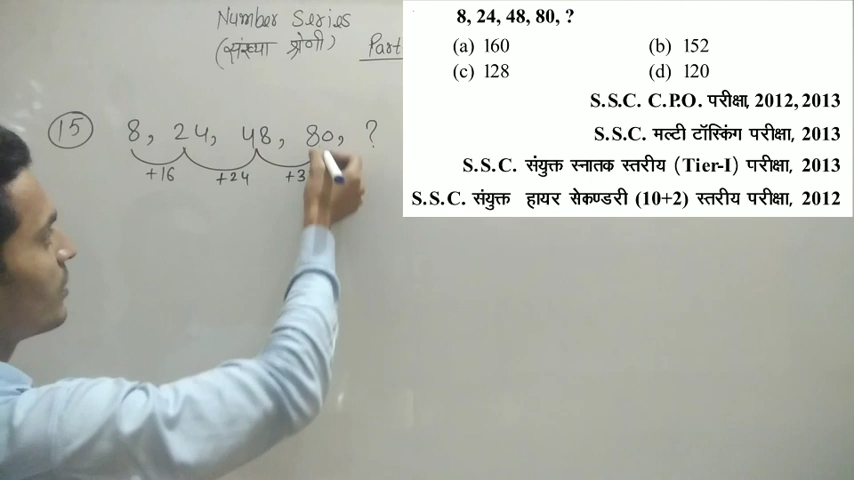 Number Series
(संख्या श्रेणी) Part
15 8, 24, 48, 80, ?
+16 +24 +3
8, 24, 48, 80, ?
(a) 160 (b) 152
(c) 128 (d) 120
S.S.C. C.P.O. परीक्षा, 2012, 2013
S.S.C. मल्टी टॉस्किंग परीक्षा, 2013
S.S.C. संयुक्त स्नातक स्तरीय (Tier-I) परीक्षा, 2013
S.S.C. संयुक्त हायर सेकण्डरी (10+2) स्तरीय परीक्षा, 2012